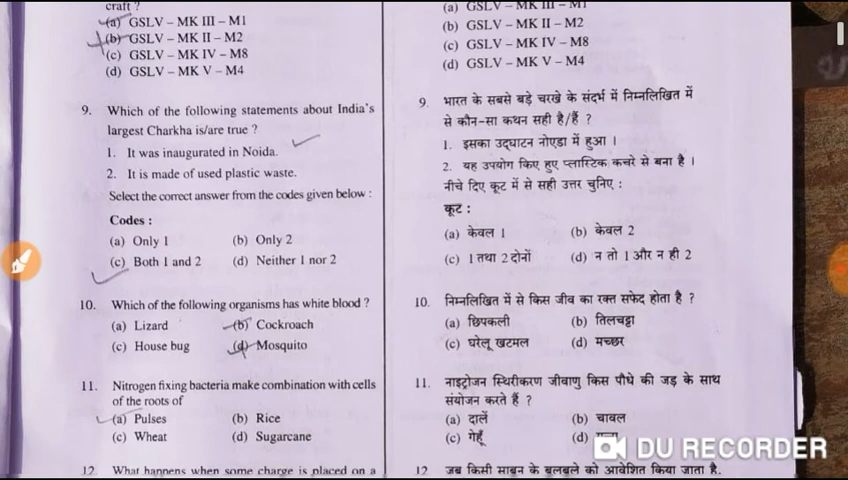 craft ?
(a) GSLV – MK III – M1
(b) GSLV – MK II – M2
(c) GSLV – MK IV – M8
(d) GSLV – MK V – M4
9. Which of the following statements about India's
largest Charkha is/are true ?
1. It was inaugurated in Noida.
2. It is made of used plastic waste.
Select the correct answer from the codes given below :
Codes :
(a) Only 1 (b) Only 2
(c) Both 1 and 2 (d) Neither 1 nor 2
10. Which of the following organisms has white blood ?
(a) Lizard (b) Cockroach
(c) House bug (d) Mosquito
11. Nitrogen fixing bacteria make combination with cells
of the roots of
(a) Pulses (b) Rice
(c) Wheat (d) Sugarcane
12. What happens when some charge is placed on a
(a) GSLV – MK III – M1
(b) GSLV – MK II – M2
(c) GSLV – MK IV – M8
(d) GSLV – MK V – M4
9. भारत के सबसे बड़े चरखे के संदर्भ में निम्नलिखित में
से कौन-सा कथन सही है/हैं ?
1. इसका उद्घाटन नोएडा में हुआ ।
2. यह उपयोग किए हुए प्लास्टिक कचरे से बना है ।
नीचे दिए कूट में से सही उत्तर चुनिए :
कूट :
(a) केवल 1 (b) केवल 2
(c) 1 तथा 2 दोनों (d) न तो 1 और न ही 2
10. निम्नलिखित में से किस जीव का रक्त सफेद होता है ?
(a) छिपकली (b) तिलचट्टा
(c) घरेलू खटमल (d) मच्छर
11. नाइट्रोजन स्थिरीकरण जीवाणु किस पौधे की जड़ के साथ
संयोजन करते हैं ?
(a) दालें (b) चावल
(c) गेहूँ (d)
12. जब किसी साबुन के बुलबुले को आवेशित किया जाता है,
DU RECORDER